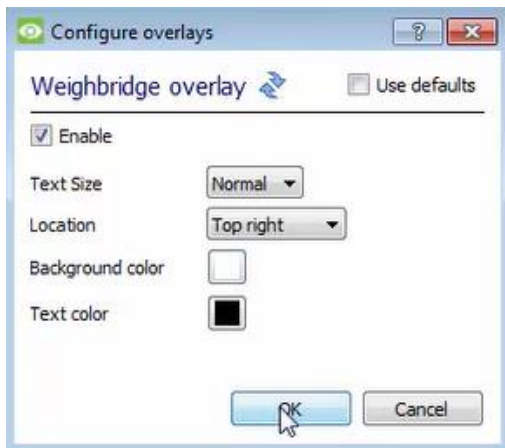 Configure overlays
Weighbridge overlay Use defaults
Enable
Text Size Normal
Location Top right
Background color
Text color
OK Cancel